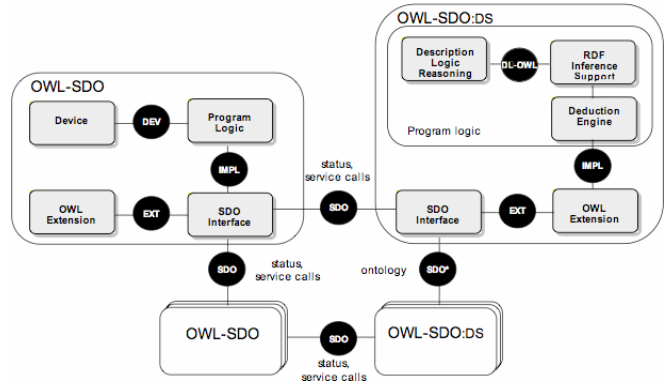 OWL-SDO:DS
Description
Logic
Reasoning
DL-OWL
RDF
Inference
Support
OWL-SDO
Device
DEV
Program
Logic
Deduction
Engine
Program logic
IMPL
IMPL
status,
service calls
OWL
Extension
EXT
SDO
Interface
SDO
SDO
Interface
EXT
OWL
Extension
SDO
status,
service calls
ontology
SDO*
OWL-SDO
SDO
OWL-SDO:DS
status,
service calls